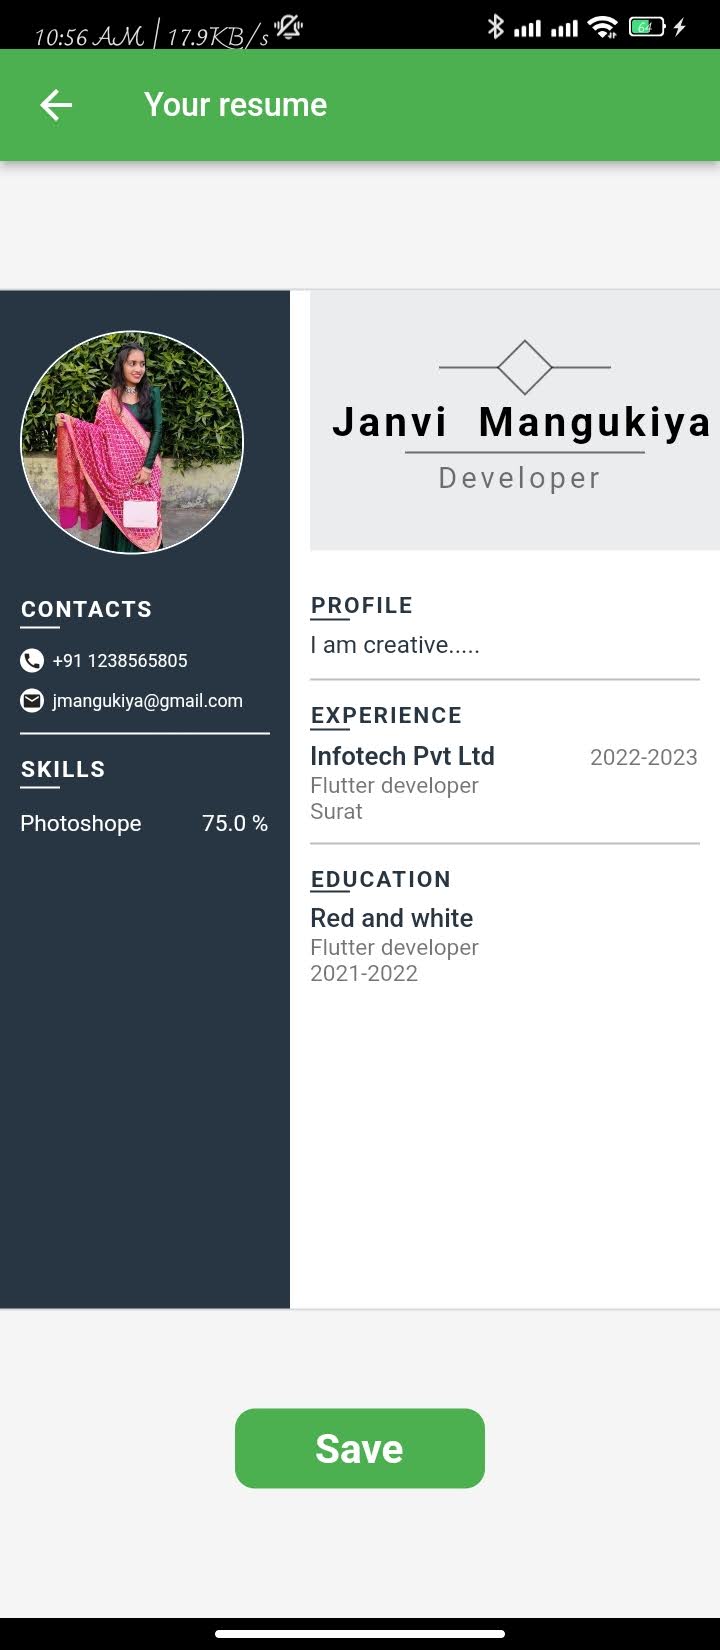 10:56 AM | 17.9KB/s
64
Your resume
Janvi Mangukiya
Developer
CONTACTS
+91 1238565805
jmangukiya@gmail.com
SKILLS
Photoshope 75.0 %
PROFILE
I am creative.....
EXPERIENCE
Infotech Pvt Ltd 2022-2023
Flutter developer
Surat
EDUCATION
Red and white
Flutter developer
2021-2022
Save